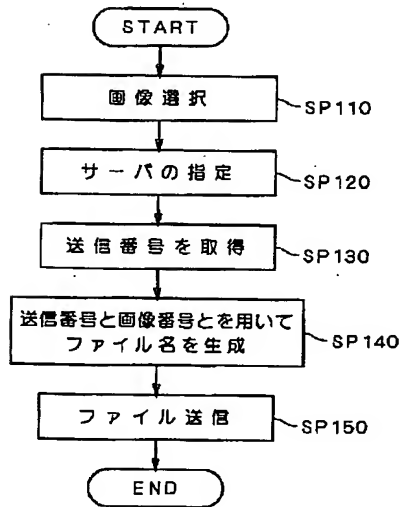 START
画像選択
SP110
サーバの指定
SP120
送信番号を取得
SP130
送信番号と画像番号とを用いて
ファイル名を生成
SP140
ファイル送信
SP150
END